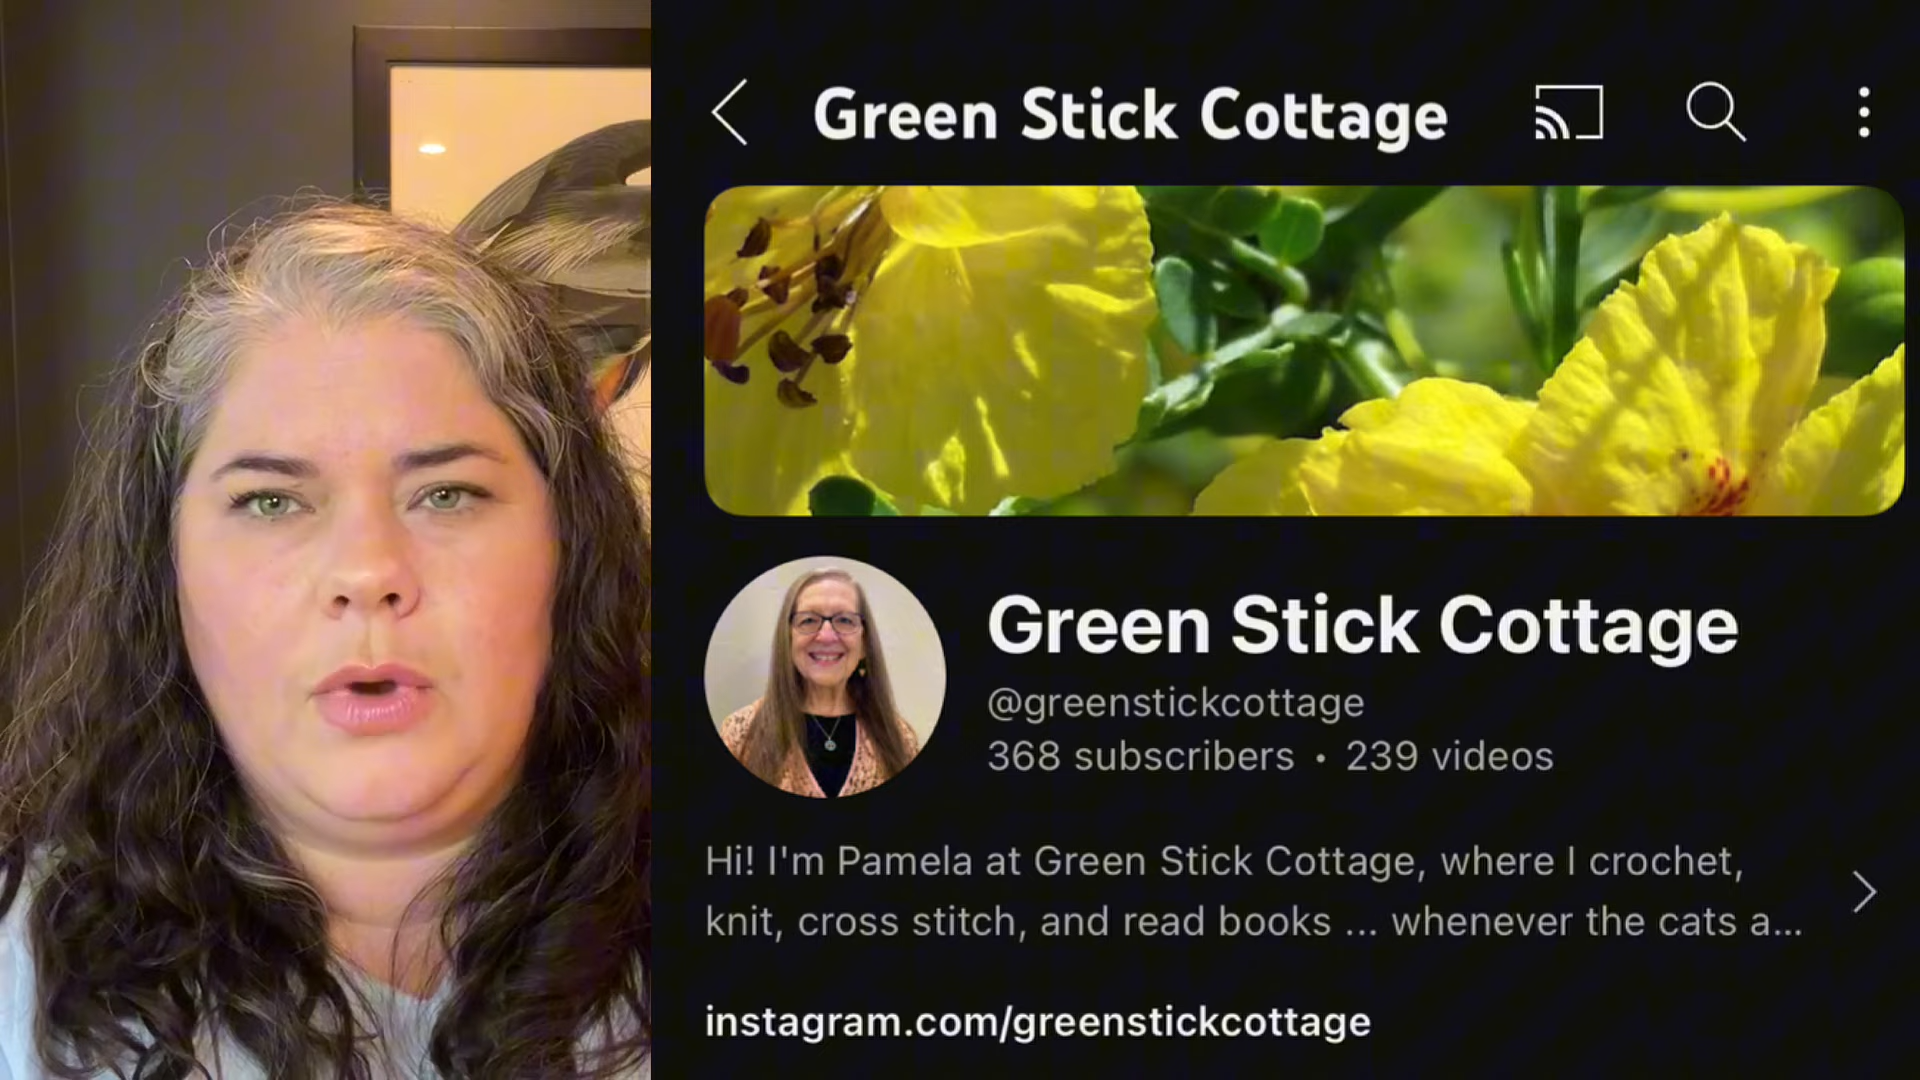 Green Stick Cottage
Green Stick Cottage
@greenstickcottage
368 subscribers • 239 videos
Hi! I'm Pamela at Green Stick Cottage, where I crochet,
knit, cross stitch, and read books ... whenever the cats a...
instagram.com/greenstickcottage